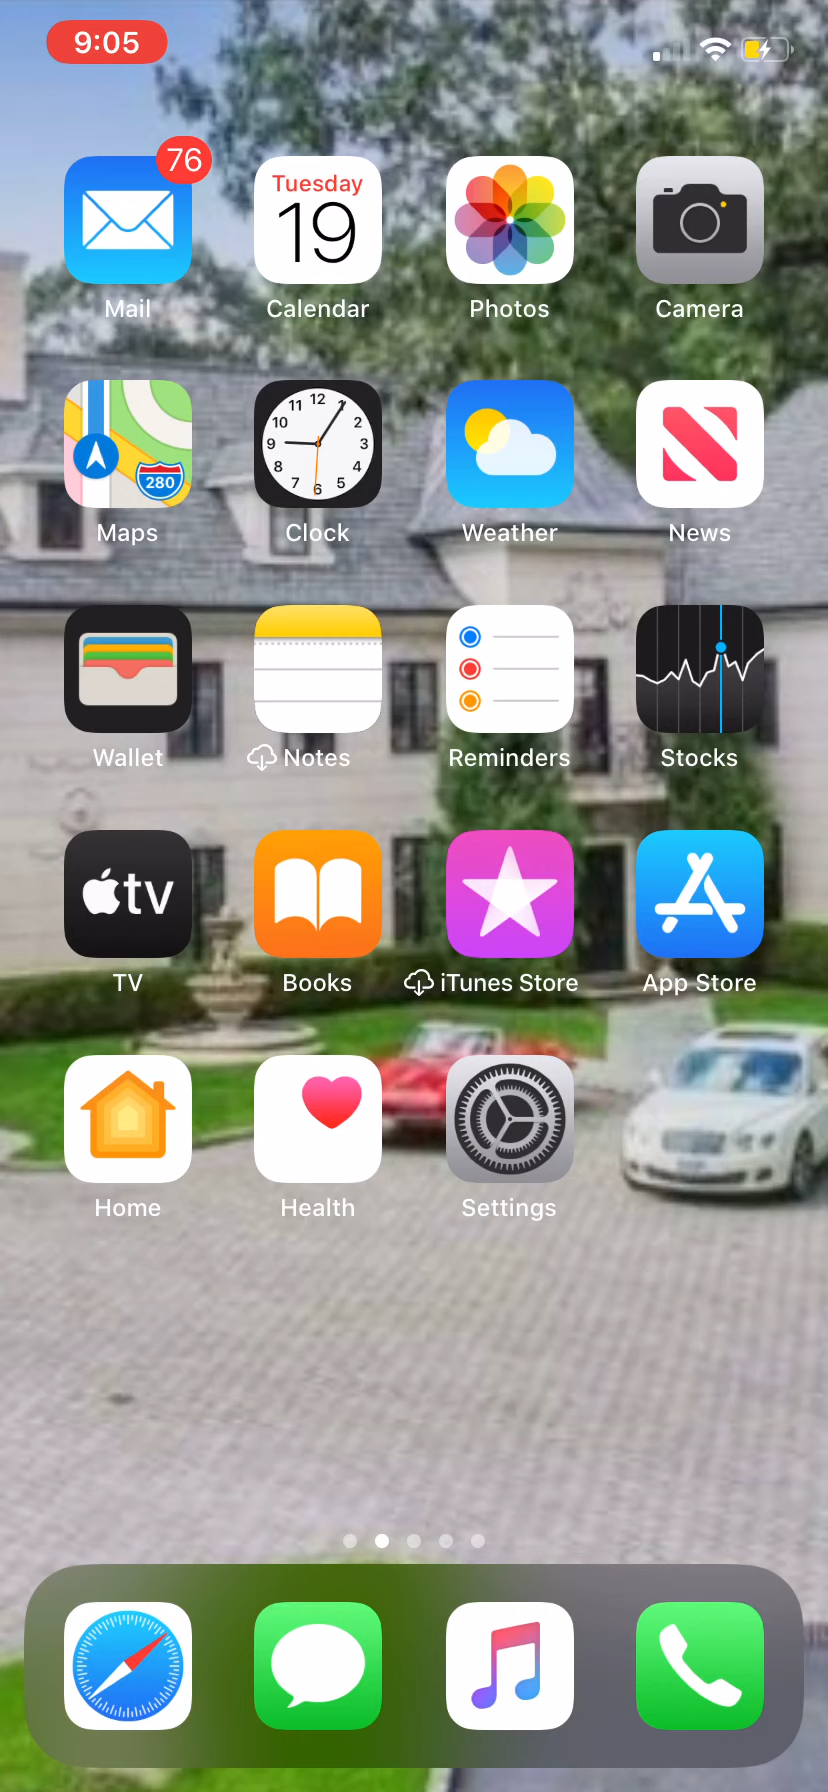 9:05
76
Tuesday
19
Mail
Calendar
Photos
Camera
280
12
11
1
10
2
9
3
8
4
7
5
6
Maps
Clock
Weather
News
Wallet
Notes
Reminders
Stocks
tv
TV
Books
iTunes Store
App Store
Home
Health
Settings